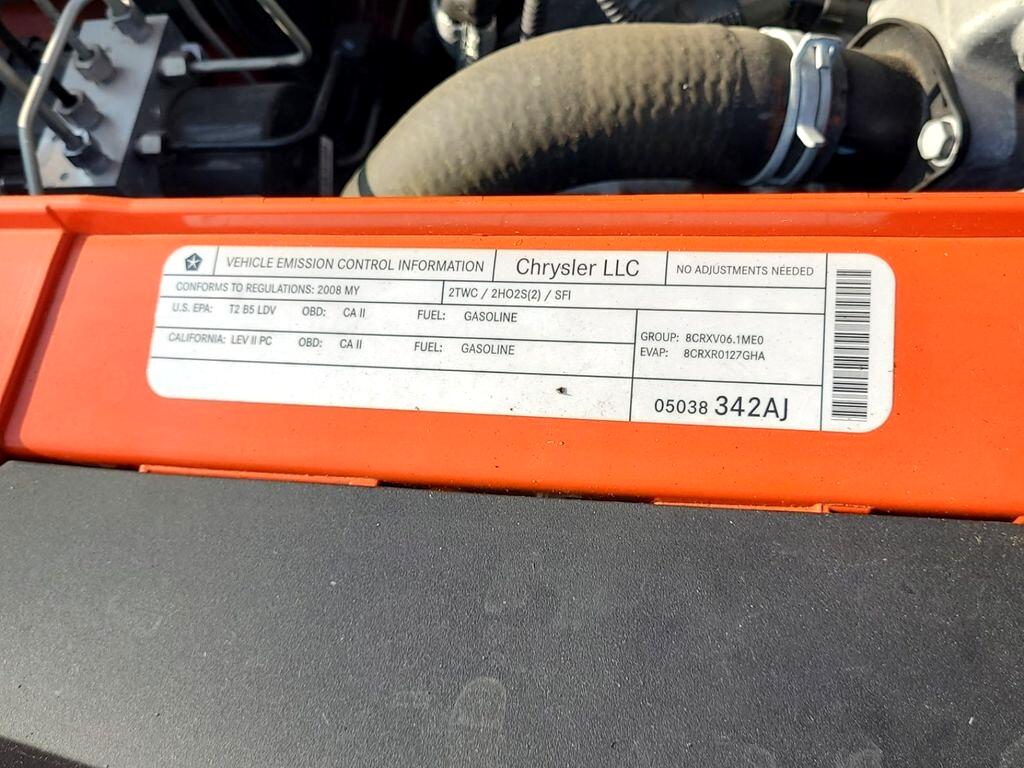 VEHICLE EMISSION CONTROL INFORMATION Chrysler LLC NO ADJUSTMENTS NEEDED
CONFORMS TO REGULATIONS: 2008 MY 2TWC / 2HO2S(2) / SFI
U.S. EPA: T2 B5 LDV OBD: CA II FUEL: GASOLINE
CALIFORNIA: LEV II PC OBD: CA II FUEL: GASOLINE
GROUP: 8CRXV06.1ME0
EVAP: 8CRXR0127GHA
05038 342AJ